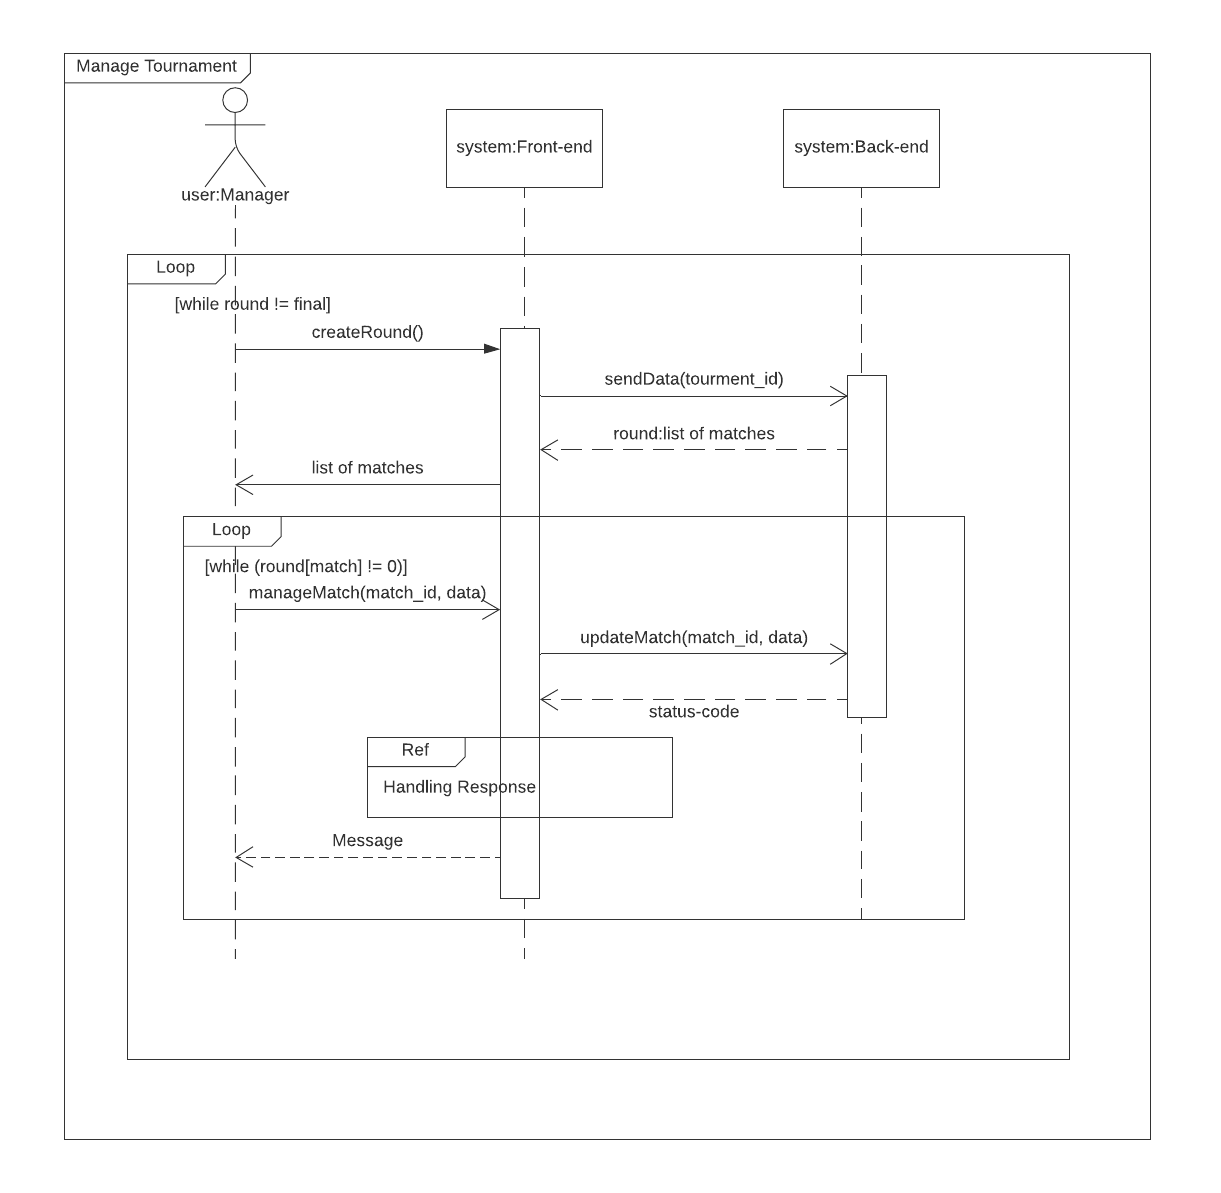 Manage Tournament
user:Manager
system:Front-end
system:Back-end
Loop
[while round != final]
createRound()
sendData(tourment_id)
round:list of matches
list of matches
Loop
[while (round[match] != 0)]
manageMatch(match_id, data)
updateMatch(match_id, data)
status-code
Ref
Handling Response
Message